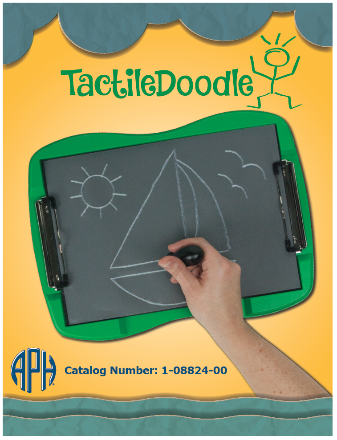 TactileDoodle
APH
Catalog Number: 1-08824-00